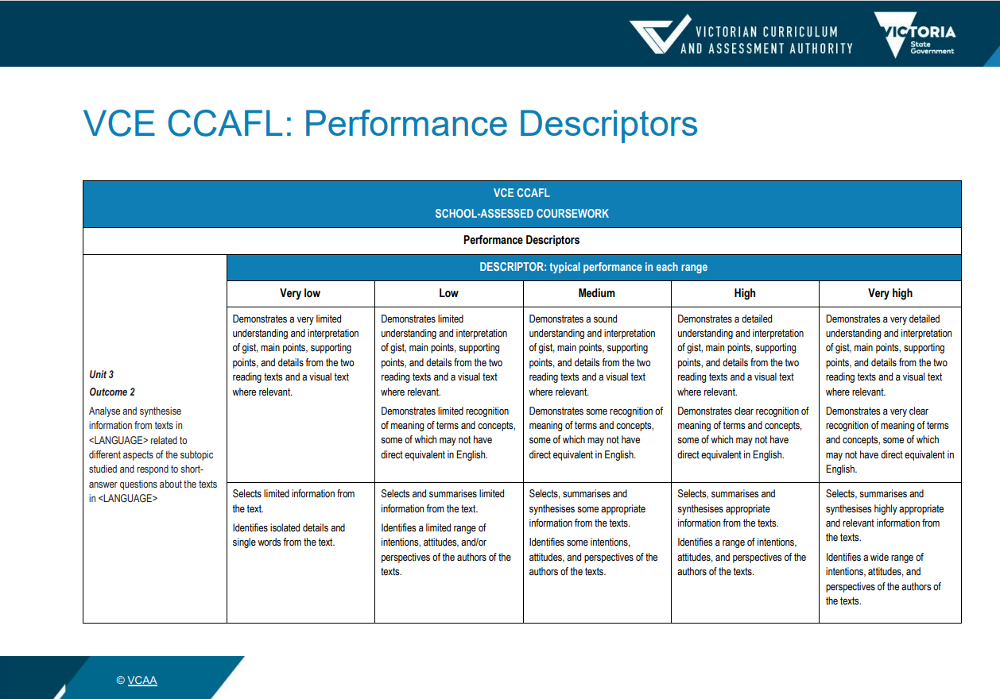 VICTORIAN CURRICULUM
AND ASSESSMENT AUTHORITY
VICTORIA
State
Government
VCE CCAFL: Performance Descriptors
VCE CCAFL
SCHOOL-ASSESSED COURSEWORK
Performance Descriptors
Unit 3
Outcome 2
Analyse and synthesise
information from texts in
<LANGUAGE> related to
different aspects of the subtopic
studied and respond to short-
answer questions about the texts
in <LANGUAGE>
DESCRIPTOR: typical performance in each range
Very low
Low
Medium
High
Very high
Demonstrates a very limited
understanding and interpretation
of gist, main points, supporting
points, and details from the two
reading texts and a visual text
where relevant.
Demonstrates limited
understanding and interpretation
of gist, main points, supporting
points, and details from the two
reading texts and a visual text
where relevant.
Demonstrates limited recognition
of meaning of terms and concepts,
some of which may not have
direct equivalent in English.
Demonstrates a sound
understanding and interpretation
of gist, main points, supporting
points, and details from the two
reading texts and a visual text
where relevant.
Demonstrates some recognition of
meaning of terms and concepts,
some of which may not have
direct equivalent in English.
Demonstrates a detailed
understanding and interpretation
of gist, main points, supporting
points, and details from the two
reading texts and a visual text
where relevant.
Demonstrates clear recognition of
meaning of terms and concepts,
some of which may not have
direct equivalent in English.
Demonstrates a very detailed
understanding and interpretation
of gist, main points, supporting
points, and details from the two
reading texts and a visual text
where relevant.
Demonstrates a very clear
recognition of meaning of terms
and concepts, some of which
may not have direct equivalent in
English.
Selects limited information from
the text.
Identifies isolated details and
single words from the text.
Selects and summarises limited
information from the text.
Identifies a limited range of
intentions, attitudes, and/or
perspectives of the authors of the
texts.
Selects, summarises and
synthesises some appropriate
information from the texts.
Identifies some intentions,
attitudes, and perspectives of the
authors of the texts.
Selects, summarises and
synthesises appropriate
information from the texts.
Identifies a range of intentions,
attitudes, and perspectives of the
authors of the texts.
Selects, summarises and
synthesises highly appropriate
and relevant information from
the texts.
Identifies a wide range of
intentions, attitudes, and
perspectives of the authors of
the texts.
© VCAA